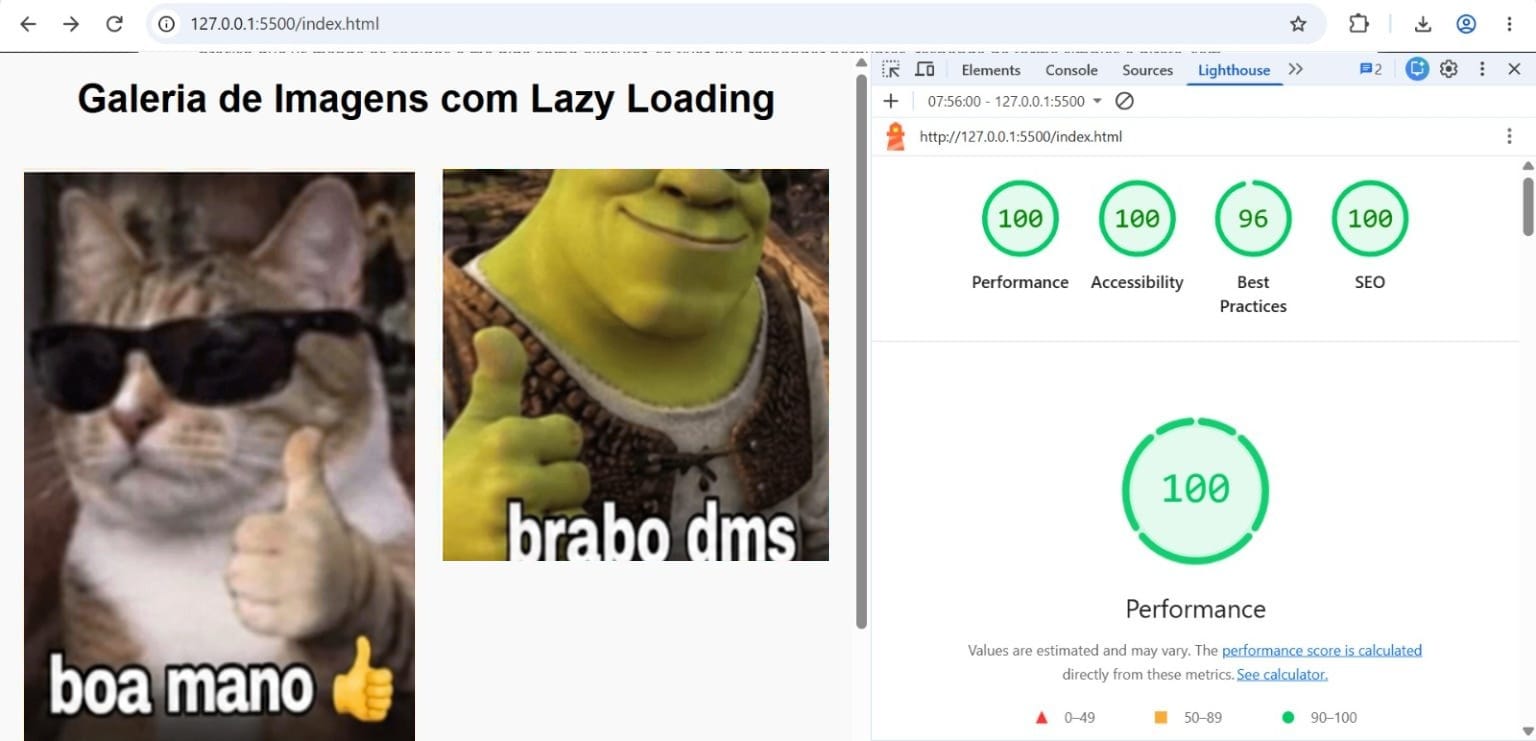 127.0.0.1:5500/index.html
Galeria de Imagens com Lazy Loading
boa mano 👍
brabo dms
Elements Console Sources Lighthouse 2
07:56:00 - 127.0.0.1:5500
http://127.0.0.1:5500/index.html
100 100 96 100
Performance Accessibility Best Practices SEO
100
Performance
Values are estimated and may vary. The performance score is calculated
directly from these metrics. See calculator.
0–49 50–89 90–100